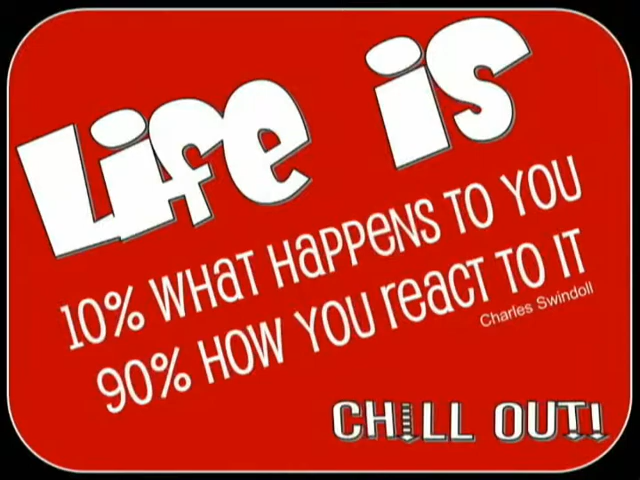 Life is
10% WHaT HaPPeNS TO YOU
90% HOW YOU reacT TO IT
Charles Swindoll
CHILL OUT!